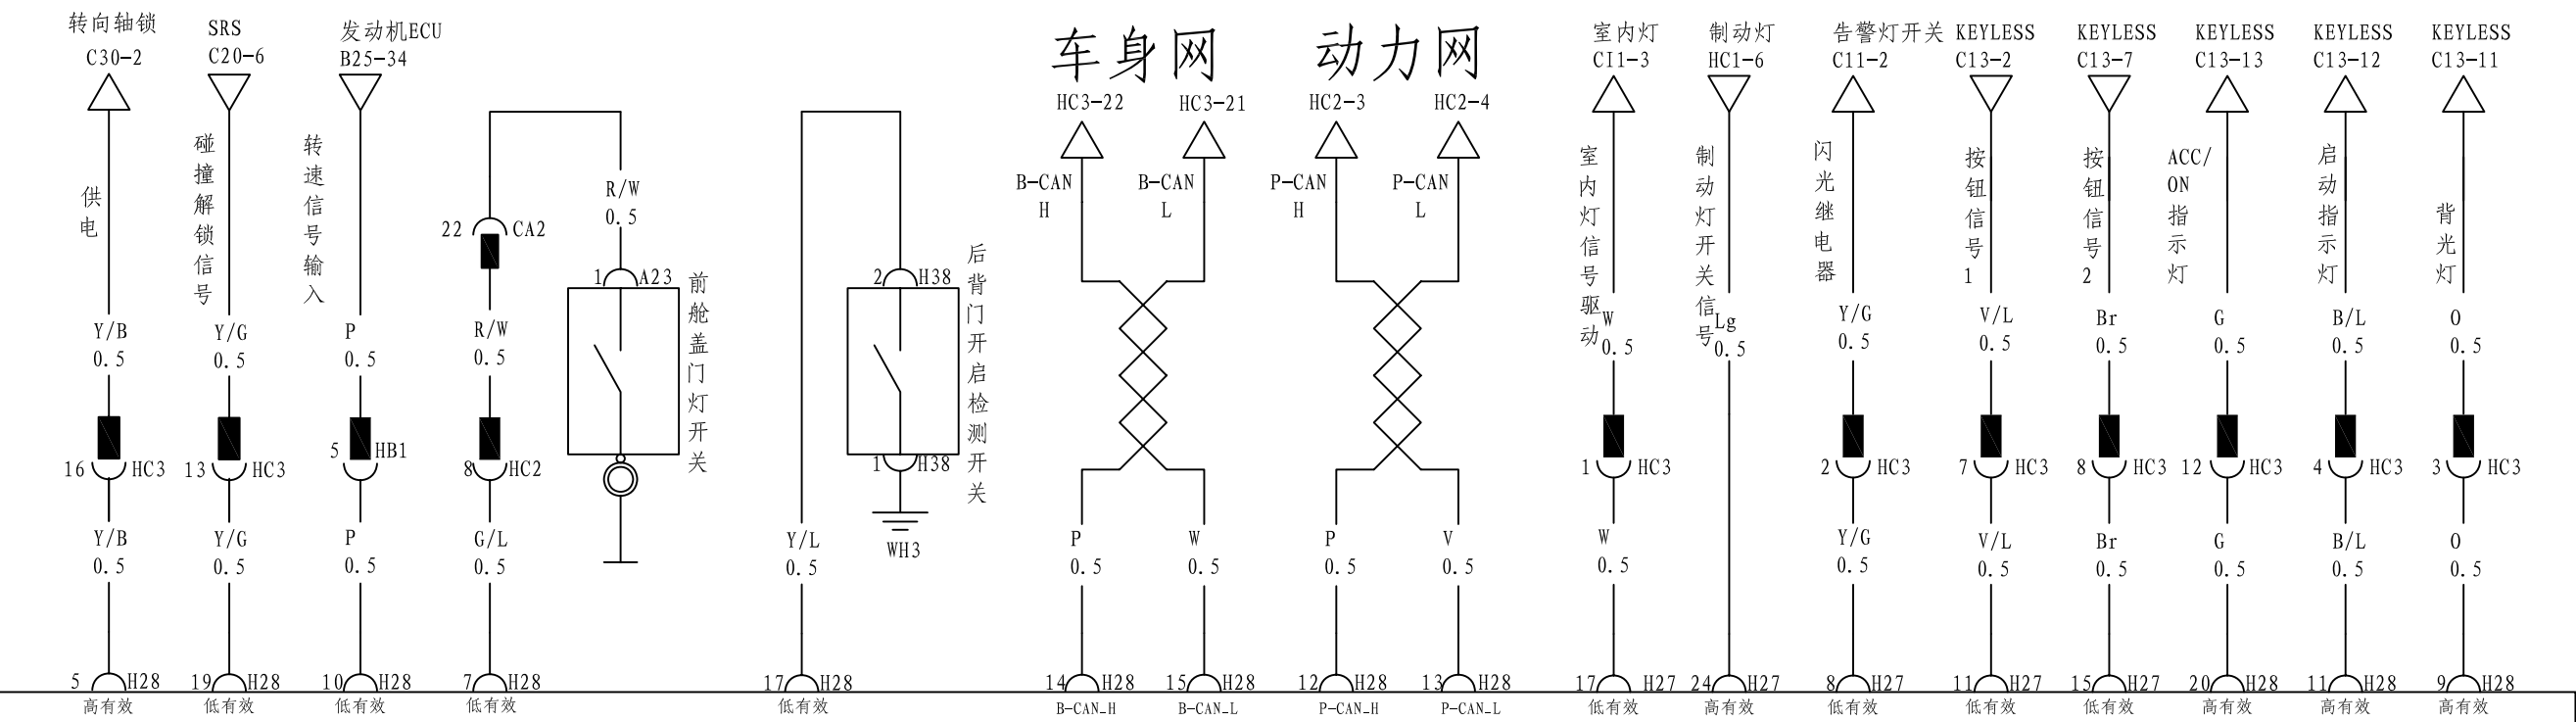 转向轴锁
C30-2
供电
Y/B
0.5
16 HC3
Y/B
0.5
5 H28
高有效
SRS
C20-6
碰撞解锁信号
Y/G
0.5
13 HC3
Y/G
0.5
19 H28
低有效
发动机ECU
B25-34
转速信号输入
P
0.5
5 HB1
P
0.5
10 H28
低有效
22 CA2
R/W
0.5
8 HC2
G/L
0.5
7 H28
低有效
R/W
0.5
1 A23
前舱盖门灯开关
Y/L
0.5
17 H28
低有效
2 H38
后背门开启检测开关
1 H38
WH3
车身网
HC3-22
B-CAN
H
P
0.5
14 H28
B-CAN_H
HC3-21
B-CAN
L
W
0.5
15 H28
B-CAN_L
动力网
HC2-3
P-CAN
H
P
0.5
12 H28
P-CAN_H
HC2-4
P-CAN
L
V
0.5
13 H28
P-CAN_L
室内灯
CI1-3
室内灯信号驱动
W
0.5
1 HC3
W
0.5
17 H27
低有效
制动灯
HC1-6
制动灯开关信号
Lg
0.5
24 H27
高有效
告警灯开关
C11-2
闪光继电器
Y/G
0.5
2 HC3
Y/G
0.5
8 H27
低有效
KEYLESS
C13-2
按钮信号1
V/L
0.5
7 HC3
V/L
0.5
11 H27
低有效
KEYLESS
C13-7
按钮信号2
Br
0.5
8 HC3
Br
0.5
15 H27
低有效
KEYLESS
C13-13
ACC/
ON
指示灯
G
0.5
12 HC3
G
0.5
20 H28
高有效
KEYLESS
C13-12
启动指示灯
B/L
0.5
4 HC3
B/L
0.5
11 H28
高有效
KEYLESS
C13-11
背光灯
O
0.5
3 HC3
O
0.5
9 H28
高有效